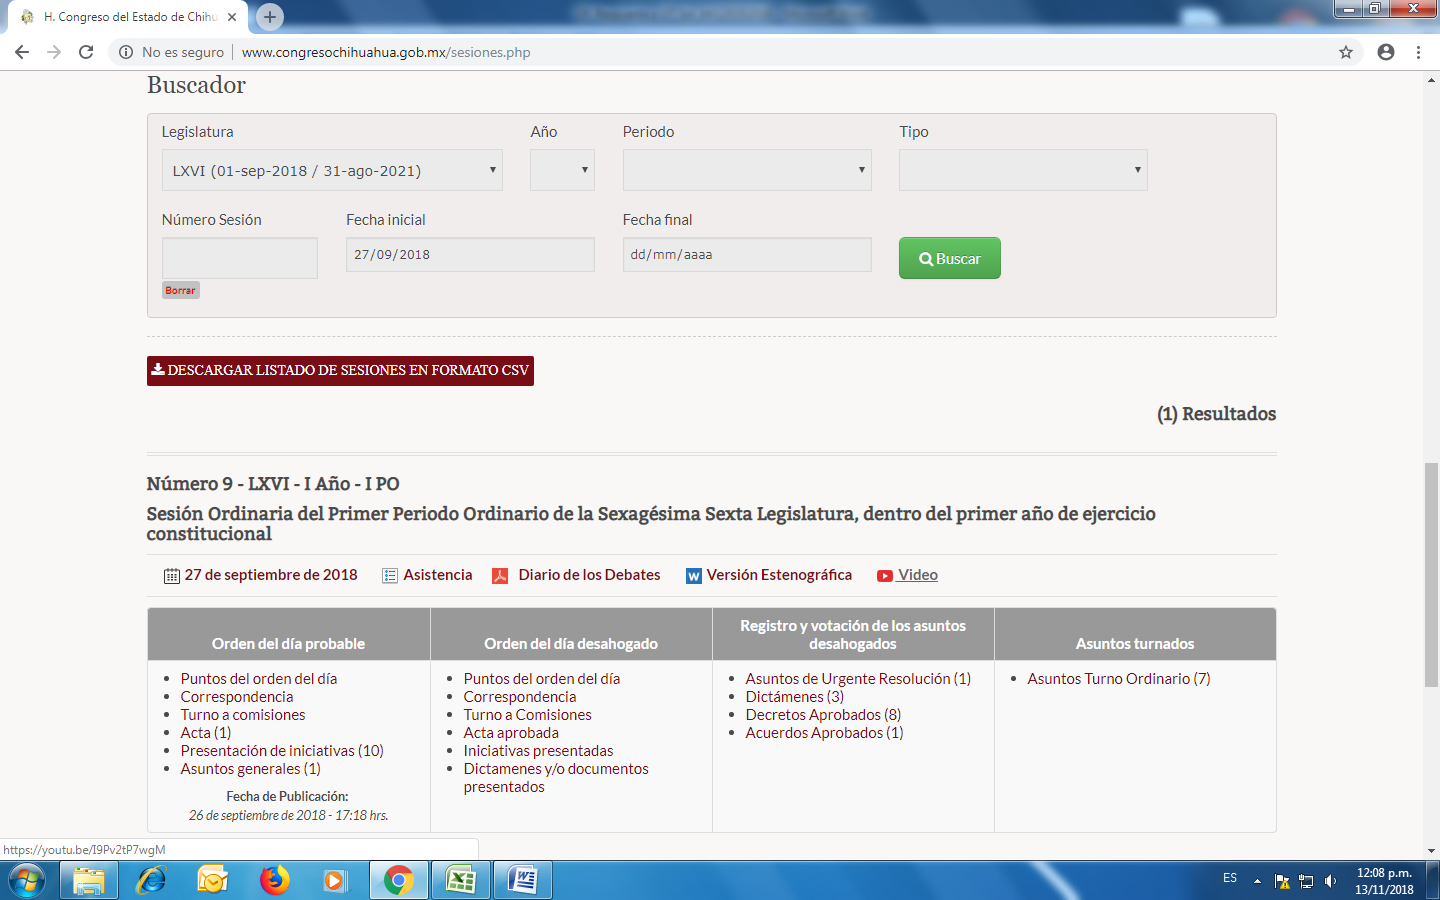 H. Congreso del Estado de Chihu
No es seguro | www.congresochihuahua.gob.mx/sesiones.php
Buscador
Legislatura Año Periodo Tipo
LXVI (01-sep-2018 / 31-ago-2021)
Número Sesión Fecha inicial Fecha final
27/09/2018 dd/mm/aaaa Buscar
Borrar
DESCARGAR LISTADO DE SESIONES EN FORMATO CSV
(1) Resultados
Número 9 - LXVI - I Año - I PO
Sesión Ordinaria del Primer Periodo Ordinario de la Sexagésima Sexta Legislatura, dentro del primer año de ejercicio
constitucional
27 de septiembre de 2018 Asistencia Diario de los Debates Versión Estenográfica Video
Orden del día probable
Puntos del orden del día
Correspondencia
Turno a comisiones
Acta (1)
Presentación de iniciativas (10)
Asuntos generales (1)
Fecha de Publicación:
26 de septiembre de 2018 - 17:18 hrs.
Orden del día desahogado
Puntos del orden del día
Correspondencia
Turno a Comisiones
Acta aprobada
Iniciativas presentadas
Dictamenes y/o documentos
presentados
Registro y votación de los asuntos
desahogados
Asuntos de Urgente Resolución (1)
Dictámenes (3)
Decretos Aprobados (8)
Acuerdos Aprobados (1)
Asuntos turnados
Asuntos Turno Ordinario (7)
https://youtu.be/I9Pv2tP7wgM
ES
12:08 p.m.
13/11/2018